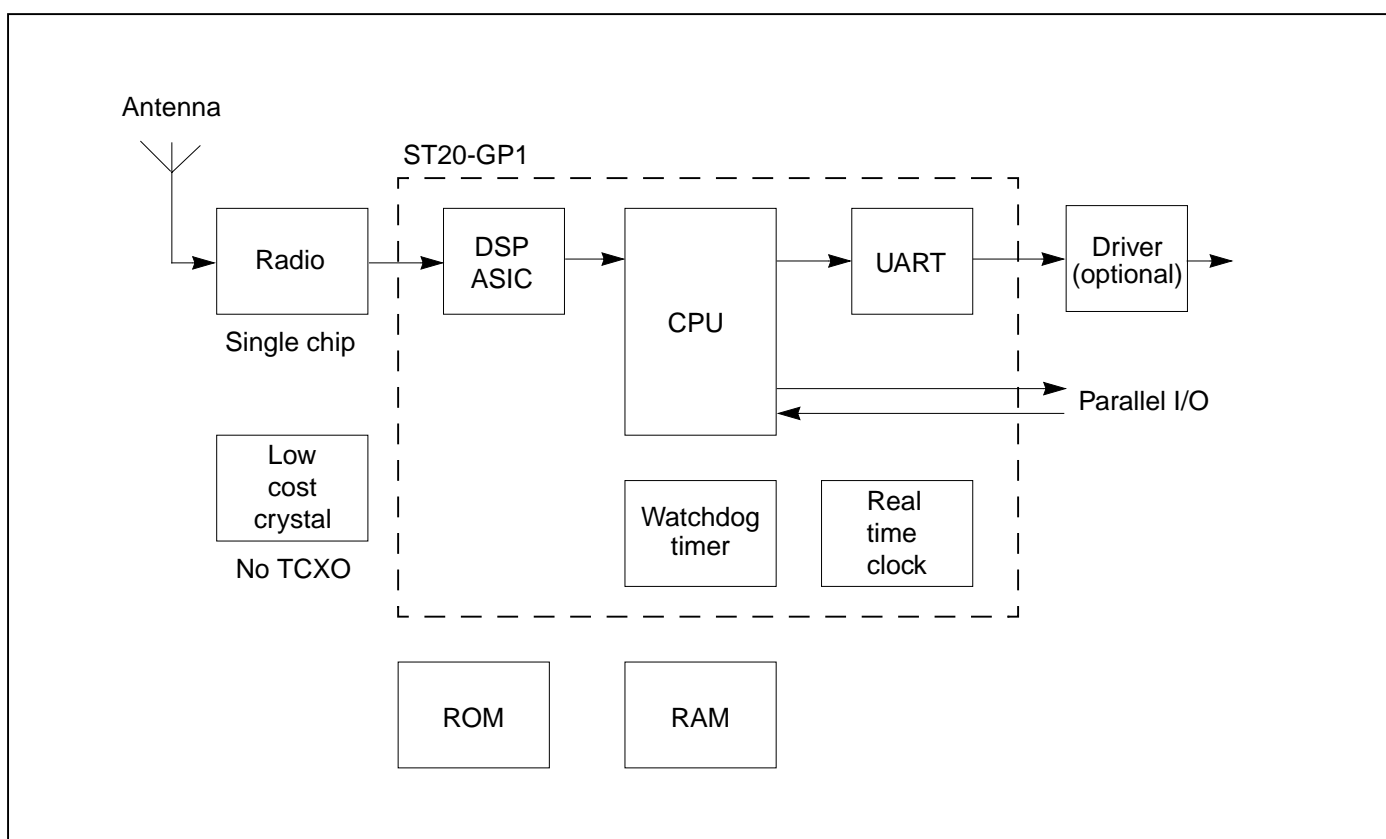 Antenna
ST20-GP1
Radio
DSP
ASIC
CPU
UART
Driver
(optional)
Single chip
Parallel I/O
Low
cost
crystal
No TCXO
Watchdog
timer
Real
time
clock
ROM
RAM